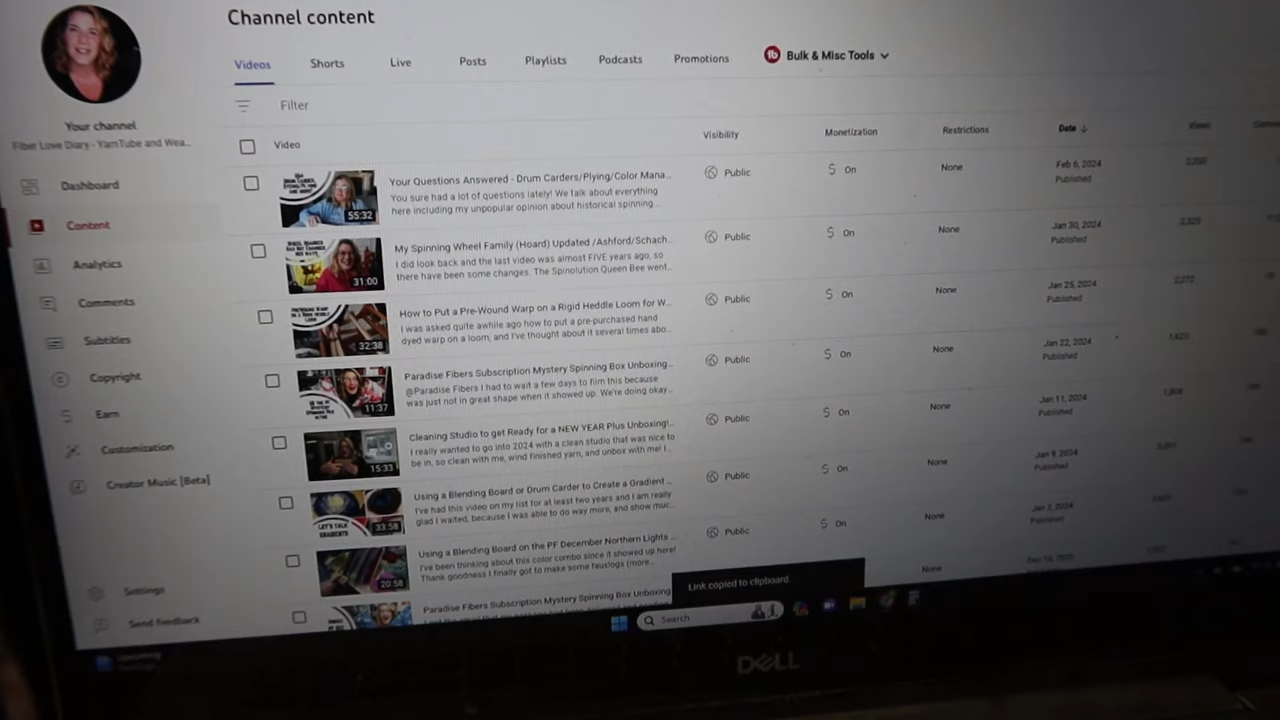 Channel content
Videos Shorts Live Posts Playlists Podcasts Promotions Bulk & Misc Tools
Filter
Your channel
Fiber Love Diary - YarnTube and Wea...
Dashboard
Content
Analytics
Comments
Subtitles
Copyright
Earn
Customization
Creator Music [Beta]
Settings
Send feedback
Video Visibility Monetization Restrictions Date Views
Your Questions Answered - Drum Carders/Plying/Color Mana...
You sure had a lot of questions lately! We talk about everything
here including my unpopular opinion about historical spinning...
55:32
Public $ On None Feb 6, 2024
Published
My Spinning Wheel Family (Hoard) Updated /Ashford/Schach...
I did look back and the last video was almost FIVE years ago, so
there have been some changes. The Spinolution Queen Bee went...
31:00
Public $ On None Jan 30, 2024
Published
How to Put a Pre-Wound Warp on a Rigid Heddle Loom for W...
I was asked quite awhile ago how to put a pre-purchased hand
dyed warp on a loom, and I've thought about it several times abo...
32:38
Public $ On None Jan 25, 2024
Published
Paradise Fibers Subscription Mystery Spinning Box Unboxing...
@Paradise Fibers I had to wait a few days to film this because
was just not in great shape when it showed up. We're doing okay...
11:37
Public $ On None Jan 22, 2024
Published
Cleaning Studio to get Ready for a NEW YEAR Plus Unboxing!...
I really wanted to go into 2024 with a clean studio that was nice to
be in, so clean with me, wind finished yarn, and unbox with me! I...
15:33
Public $ On None Jan 11, 2024
Published
Using a Blending Board or Drum Carder to Create a Gradient ...
I've had this video on my list for at least two years and I am really
glad I waited, because I was able to do way more, and show muc...
LET'S TALK
GRADIENTS
33:58
Public $ On None Jan 9, 2024
Published
Using a Blending Board on the PF December Northern Lights ...
I've been thinking about this color combo since it showed up here!
Thank goodness I finally got to make some fauxlogs (more...
20:58
Public $ On None Jan 2, 2024
Published
Paradise Fibers Subscription Mystery Spinning Box Unboxing
None
Link copied to clipboard
Search
DELL